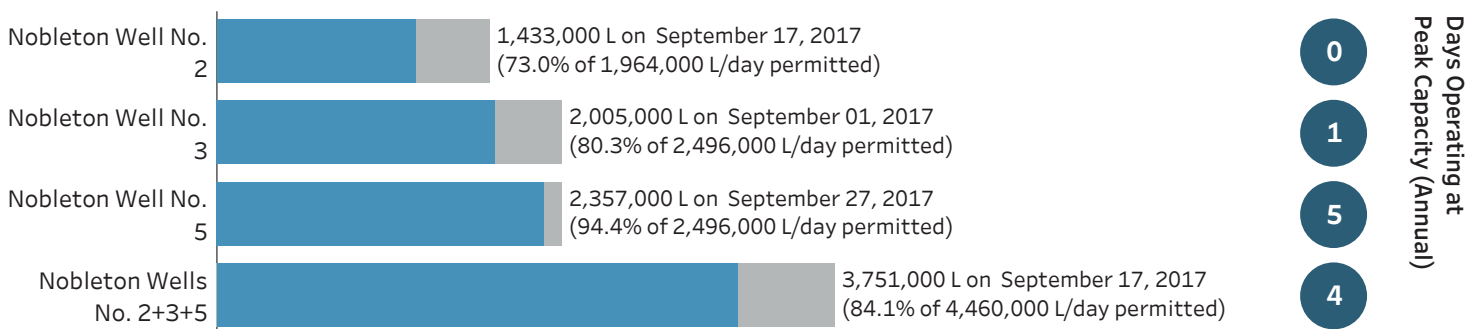 Nobleton Well No.
2
1,433,000 L on September 17, 2017
(73.0% of 1,964,000 L/day permitted)
0
Nobleton Well No.
3
2,005,000 L on September 01, 2017
(80.3% of 2,496,000 L/day permitted)
1
Nobleton Well No.
5
2,357,000 L on September 27, 2017
(94.4% of 2,496,000 L/day permitted)
5
Nobleton Wells
No. 2+3+5
3,751,000 L on September 17, 2017
(84.1% of 4,460,000 L/day permitted)
4
Days Operating at
Peak Capacity (Annual)